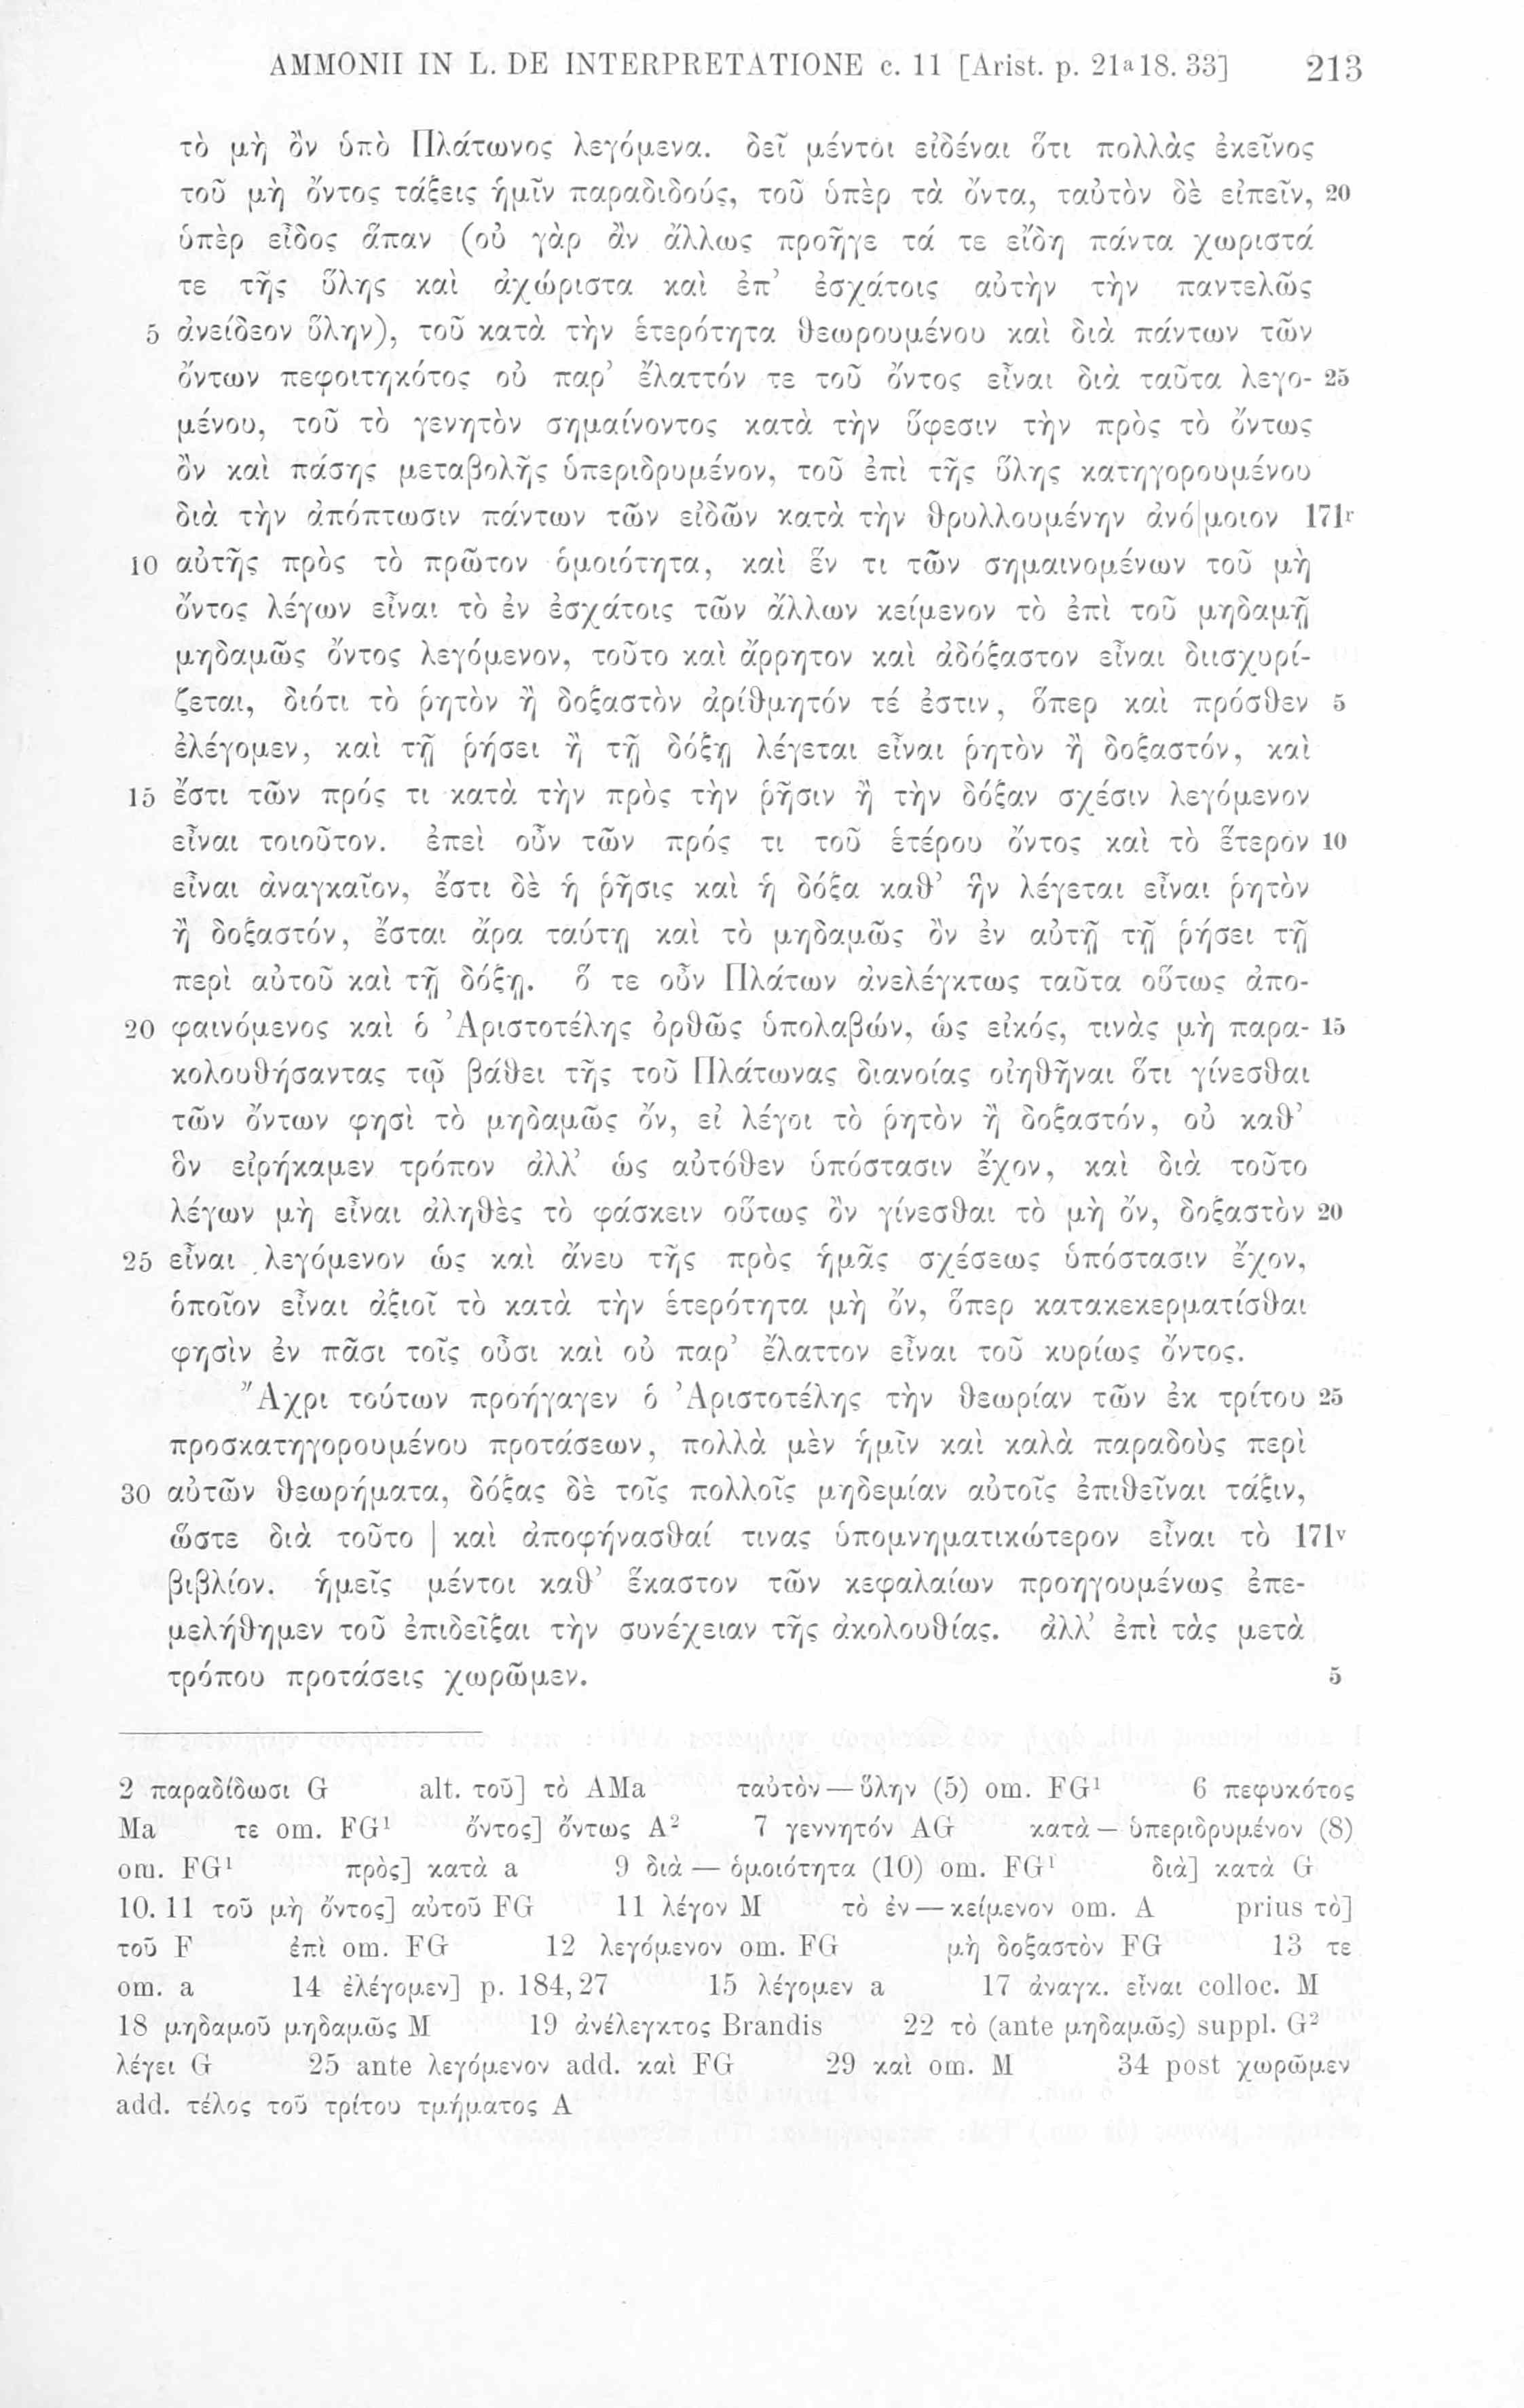 AMMONII IN L. DE INTERPRETATIONE c. 11 [Arist. p. 21a18. 33] 213
τὸ μὴ ὂν ὑπὸ Πλάτωνος λεγόμενα. δεῖ μέντοι εἰδέναι ὅτι πολλὰς ἐκεῖνος
τοῦ μὴ ὄντος τάξεις ἡμῖν παραδιδούς, τοῦ ὑπὲρ τὰ ὄντα, ταὐτὸν δὲ εἰπεῖν, 20
ὑπὲρ εἶδος ἅπαν (οὐ γὰρ ἂν ἄλλως προῆγε τά τε εἴδη πάντα χωριστά
τε τῆς ὕλης καὶ ἀχώριστα καὶ ἐπ’ ἐσχάτοις αὐτὴν τὴν παντελῶς
5 ἀνείδεον ὕλην), τοῦ κατὰ τὴν ἑτερότητα θεωρουμένου καὶ διὰ πάντων τῶν
ὄντων πεφοιτηκότος οὐ παρ’ ἔλαττόν τε τοῦ ὄντος εἶναι διὰ ταῦτα λεγο- 25
μένου, τοῦ τὸ γενητὸν σημαίνοντος κατὰ τὴν ὕφεσιν τὴν πρὸς τὸ ὄντως
ὂν καὶ πάσης μεταβολῆς ὑπεριδρυμένον, τοῦ ἐπὶ τῆς ὕλης κατηγορουμένου
διὰ τὴν ἀπόπτωσιν πάντων τῶν εἰδῶν κατὰ τὴν θρυλλουμένην ἀνό|μοιον 171r
10 αὐτῆς πρὸς τὸ πρῶτον ὁμοιότητα, καὶ ἕν τι τῶν σημαινομένων τοῦ μὴ
ὄντος λέγων εἶναι τὸ ἐν ἐσχάτοις τῶν ἄλλων κείμενον τὸ ἐπὶ τοῦ μηδαμῇ
μηδαμῶς ὄντος λεγόμενον, τοῦτο καὶ ἄρρητον καὶ ἀδόξαστον εἶναι διισχυρί-
ζεται, διότι τὸ ῥητὸν ἢ δοξαστὸν ἀρίθμητόν τέ ἐστιν, ὅπερ καὶ πρόσθεν 5
ἐλέγομεν, καὶ τῇ ῥήσει ἢ τῇ δόξῃ λέγεται εἶναι ῥητὸν ἢ δοξαστόν, καὶ
15 ἔστι τῶν πρός τι κατὰ τὴν πρὸς τὴν ῥῆσιν ἢ τὴν δόξαν σχέσιν λεγόμενον
εἶναι τοιοῦτον. ἐπεὶ οὖν τῶν πρός τι τοῦ ἑτέρου ὄντος καὶ τὸ ἕτερον 10
εἶναι ἀναγκαῖον, ἔστι δὲ ἡ ῥῆσις καὶ ἡ δόξα καθ’ ἣν λέγεται εἶναι ῥητὸν
ἢ δοξαστόν, ἔσται ἄρα ταύτῃ καὶ τὸ μηδαμῶς ὂν ἐν αὐτῇ τῇ ῥήσει τῇ
περὶ αὐτοῦ καὶ τῇ δόξῃ. ὅ τε οὖν Πλάτων ἀνελέγκτως ταῦτα οὕτως ἀπο-
20 φαινόμενος καὶ ὁ Ἀριστοτέλης ὀρθῶς ὑπολαβών, ὡς εἰκός, τινὰς μὴ παρα- 15
κολουθήσαντας τῷ βάθει τῆς τοῦ Πλάτωνας διανοίας οἰηθῆναι ὅτι γίνεσθαι
τῶν ὄντων φησὶ τὸ μηδαμῶς ὄν, εἰ λέγοι τὸ ῥητὸν ἢ δοξαστόν, οὐ καθ’
ὃν εἰρήκαμεν τρόπον ἀλλ’ ὡς αὐτόθεν ὑπόστασιν ἔχον, καὶ διὰ τοῦτο
λέγων μὴ εἶναι ἀληθὲς τὸ φάσκειν οὕτως ὂν γίνεσθαι τὸ μὴ ὄν, δοξαστὸν 20
25 εἶναι λεγόμενον ὡς καὶ ἄνευ τῆς πρὸς ἡμᾶς σχέσεως ὑπόστασιν ἔχον,
ὁποῖον εἶναι ἀξιοῖ τὸ κατὰ τὴν ἑτερότητα μὴ ὄν, ὅπερ κατακεκερματίσθαι
φησὶν ἐν πᾶσι τοῖς οὖσι καὶ οὐ παρ’ ἔλαττον εἶναι τοῦ κυρίως ὄντος.
Ἄχρι τούτων προήγαγεν ὁ Ἀριστοτέλης τὴν θεωρίαν τῶν ἐκ τρίτου 25
προσκατηγορουμένου προτάσεων, πολλὰ μὲν ἡμῖν καὶ καλὰ παραδοὺς περὶ
30 αὐτῶν θεωρήματα, δόξας δὲ τοῖς πολλοῖς μηδεμίαν αὐτοῖς ἐπιθεῖναι τάξιν,
ὥστε διὰ τοῦτο | καὶ ἀποφήνασθαί τινας ὑπομνηματικώτερον εἶναι τὸ 171v
βιβλίον. ἡμεῖς μέντοι καθ’ ἕκαστον τῶν κεφαλαίων προηγουμένως ἐπε-
μελήθημεν τοῦ ἐπιδεῖξαι τὴν συνέχειαν τῆς ἀκολουθίας. ἀλλ’ ἐπὶ τὰς μετὰ
τρόπου προτάσεις χωρῶμεν. 5
2 παραδίδωσι G alt. τοῦ] τὸ AMa ταὐτὸν — ὕλην (5) om. FG¹ 6 πεφυκότος
Ma τε om. FG¹ ὄντος] ὄντως A² 7 γεννητόν AG κατὰ — ὑπεριδρυμένον (8)
om. FG¹ πρὸς] κατὰ a 9 διὰ — ὁμοιότητα (10) om. FG¹ διὰ] κατὰ G
10. 11 τοῦ μὴ ὄντος] αὐτοῦ FG 11 λέγον M τὸ ἐν — κείμενον om. A prius τὸ]
τοῦ F ἐπὶ om. FG 12 λεγόμενον om. FG μὴ δοξαστὸν FG 13 τε
om. a 14 ἐλέγομεν] p. 184,27 15 λέγομεν a 17 ἀναγκ. εἶναι colloc. M
18 μηδαμοῦ μηδαμῶς M 19 ἀνέλεγκτος Brandis 22 τὸ (ante μηδαμῶς) suppl. G²
λέγει G 25 ante λεγόμενον add. καὶ FG 29 καὶ om. M 34 post χωρῶμεν
add. τέλος τοῦ τρίτου τμήματος A